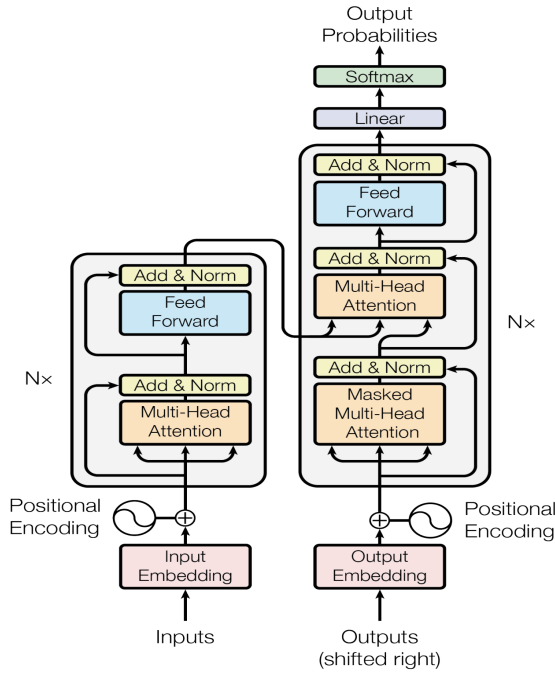 Output
Probabilities
Softmax
Linear
Add & Norm
Feed
Forward
Add & Norm
Multi-Head
Attention
Add & Norm
Masked
Multi-Head
Attention
Nx
Add & Norm
Feed
Forward
Add & Norm
Multi-Head
Attention
Nx
Positional
Encoding
Positional
Encoding
Input
Embedding
Output
Embedding
Inputs
Outputs
(shifted right)